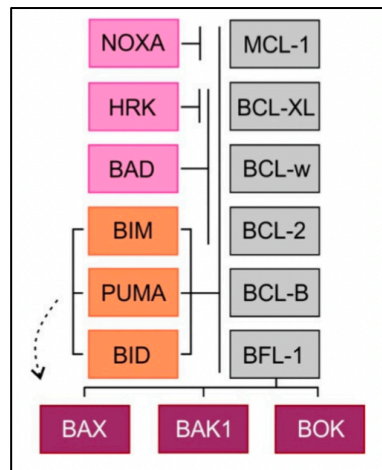 NOXA MCL-1
HRK BCL-XL
BAD BCL-w
BIM BCL-2
PUMA BCL-B
BID BFL-1
BAX BAK1 BOK